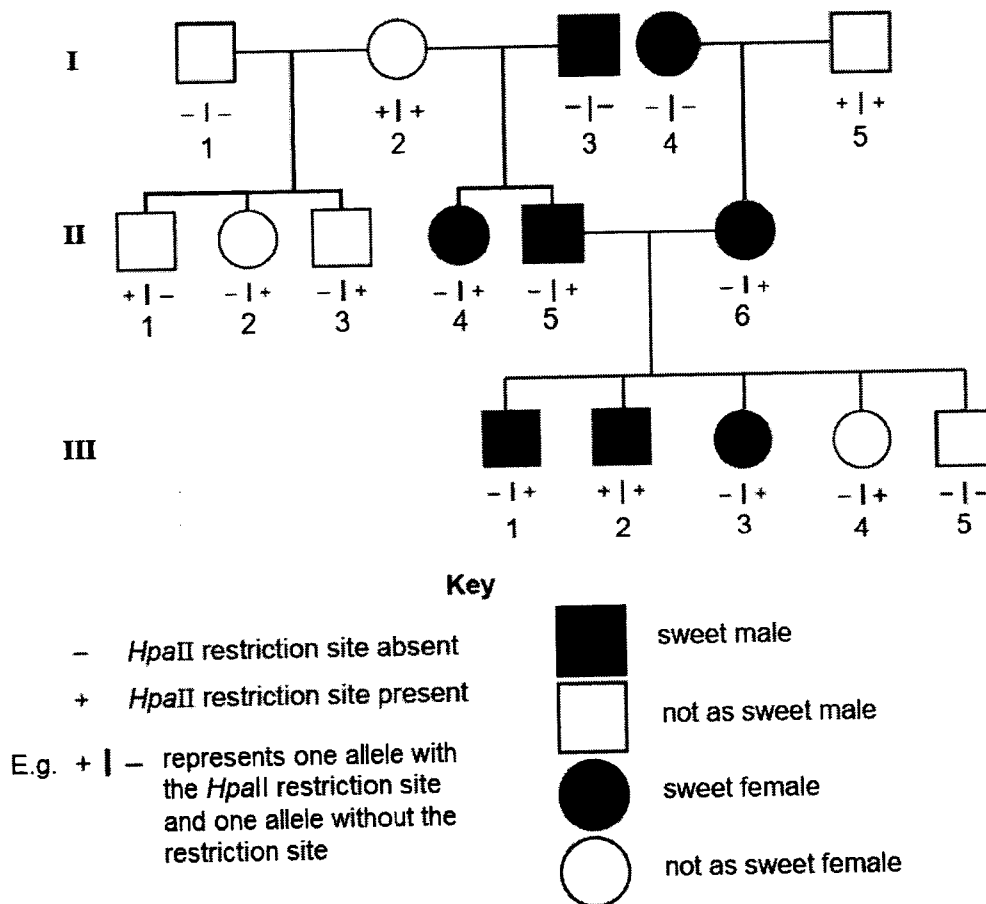 I
– | –
+ | +
– | –
– | –
+ | +
1
2
3
4
5
II
+ | –
– | +
– | +
– | +
– | +
– | +
1
2
3
4
5
6
III
– | +
+ | +
– | +
– | +
– | –
1
2
3
4
5
Key
– HpaII restriction site absent
+ HpaII restriction site present
E.g. + | – represents one allele with
the HpaII restriction site
and one allele without the
restriction site
sweet male
not as sweet male
sweet female
not as sweet female